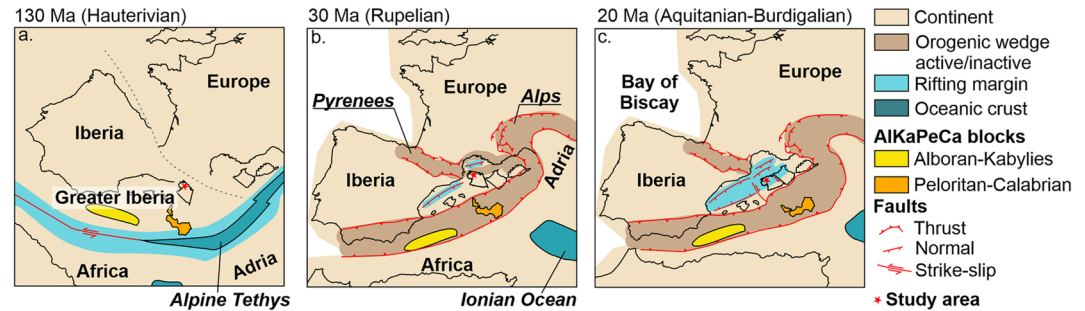 130 Ma (Hauterivian)
a.
Europe
Iberia
Greater Iberia
Africa
Adria
Alpine Tethys
30 Ma (Rupelian)
b.
Europe
Pyrenees
Alps
Iberia
Adria
Africa
Ionian Ocean
20 Ma (Aquitanian-Burdigalian)
c.
Bay of
Biscay
Europe
Iberia
Continent
Orogenic wedge
active/inactive
Rifting margin
Oceanic crust
AlKaPeCa blocks
Alboran-Kabylies
Peloritan-Calabrian
Faults
Thrust
Normal
Strike-slip
Study area